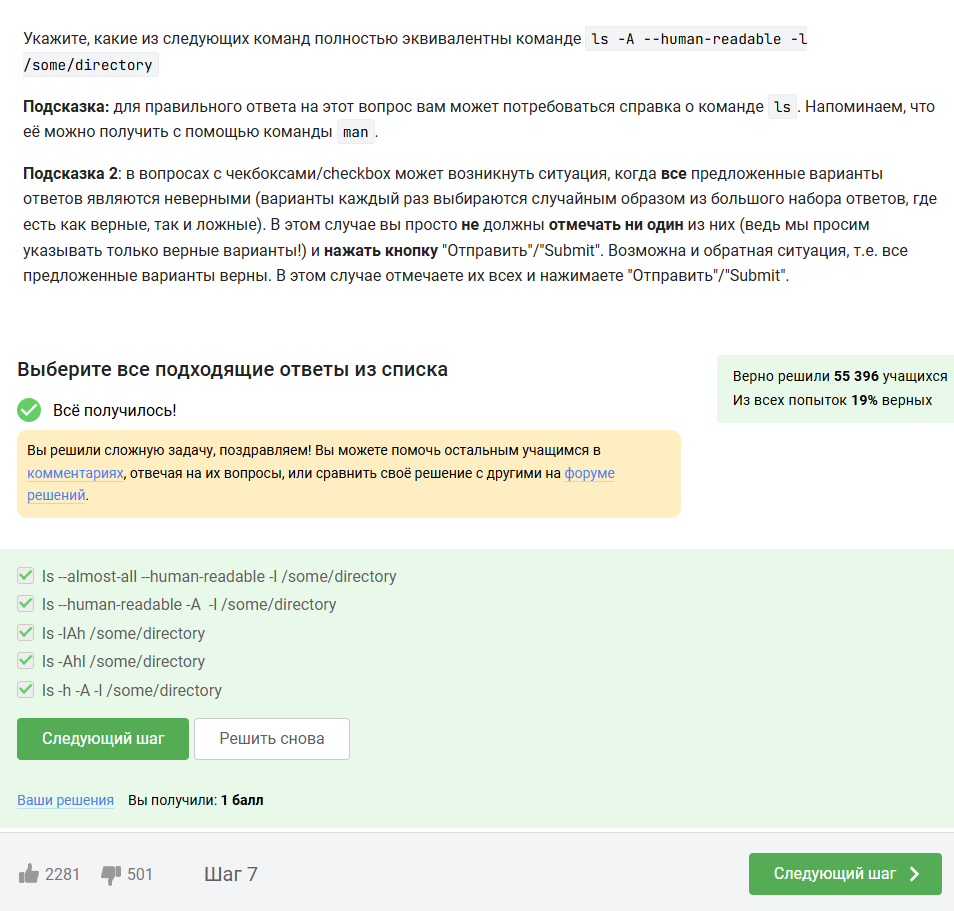 Укажите, какие из следующих команд полностью эквивалентны команде ls -A --human-readable -l
/some/directory
Подсказка: для правильного ответа на этот вопрос вам может потребоваться справка о команде ls. Напоминаем, что
её можно получить с помощью команды man.
Подсказка 2: в вопросах с чекбоксами/checkbox может возникнуть ситуация, когда все предложенные варианты
ответов являются неверными (варианты каждый раз выбираются случайным образом из большого набора ответов, где
есть как верные, так и ложные). В этом случае вы просто не должны отмечать ни один из них (ведь мы просим
указывать только верные варианты!) и нажать кнопку "Отправить"/"Submit". Возможна и обратная ситуация, т.е. все
предложенные варианты верны. В этом случае отмечаете их всех и нажимаете "Отправить"/"Submit".
Выберите все подходящие ответы из списка
Верно решили 55 396 учащихся
Из всех попыток 19% верных
Всё получилось!
Вы решили сложную задачу, поздравляем! Вы можете помочь остальным учащимся в
комментариях, отвечая на их вопросы, или сравнить своё решение с другими на форуме
решений.
ls --almost-all --human-readable -l /some/directory
ls --human-readable -A  -l /some/directory
ls -lAh /some/directory
ls -Ahl /some/directory
ls -h -A -l /some/directory
Следующий шаг
Решить снова
Ваши решения Вы получили: 1 балл
2281 501 Шаг 7 Следующий шаг